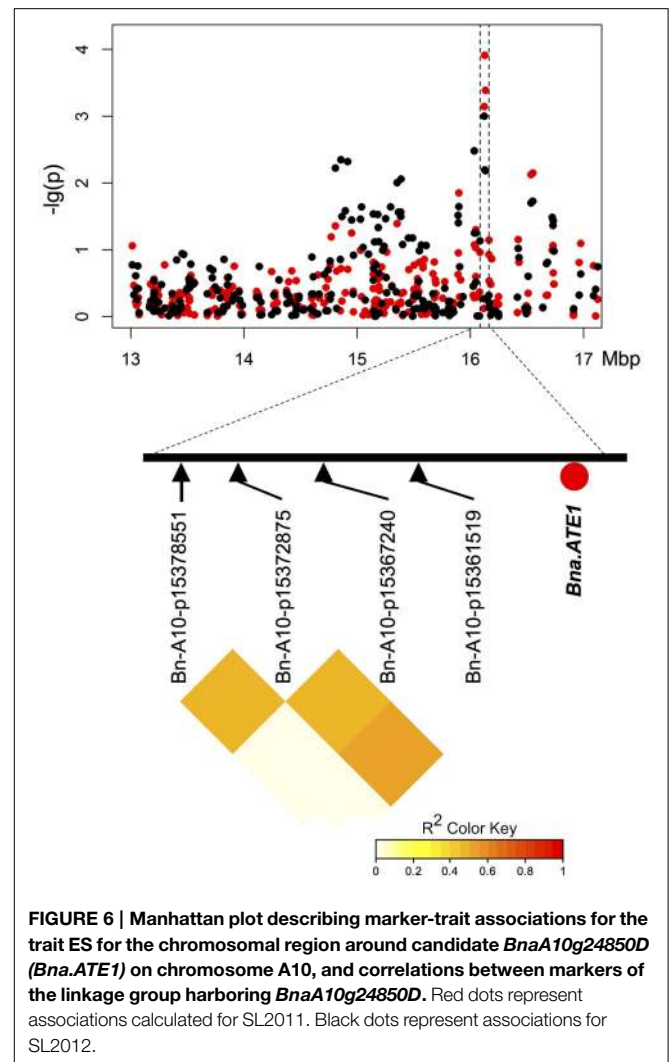 4
3
2
1
0
-lg(p)
13 14 15 16 17 Mbp
Bn-A10-p15378551
Bn-A10-p15372875
Bn-A10-p15367240
Bn-A10-p15361519
Bna.ATE1
R² Color Key
0 0.2 0.4 0.6 0.8 1
FIGURE 6 | Manhattan plot describing marker-trait associations for the
trait ES for the chromosomal region around candidate BnaA10g24850D
(Bna.ATE1) on chromosome A10, and correlations between markers of
the linkage group harboring BnaA10g24850D. Red dots represent
associations calculated for SL2011. Black dots represent associations for
SL2012.